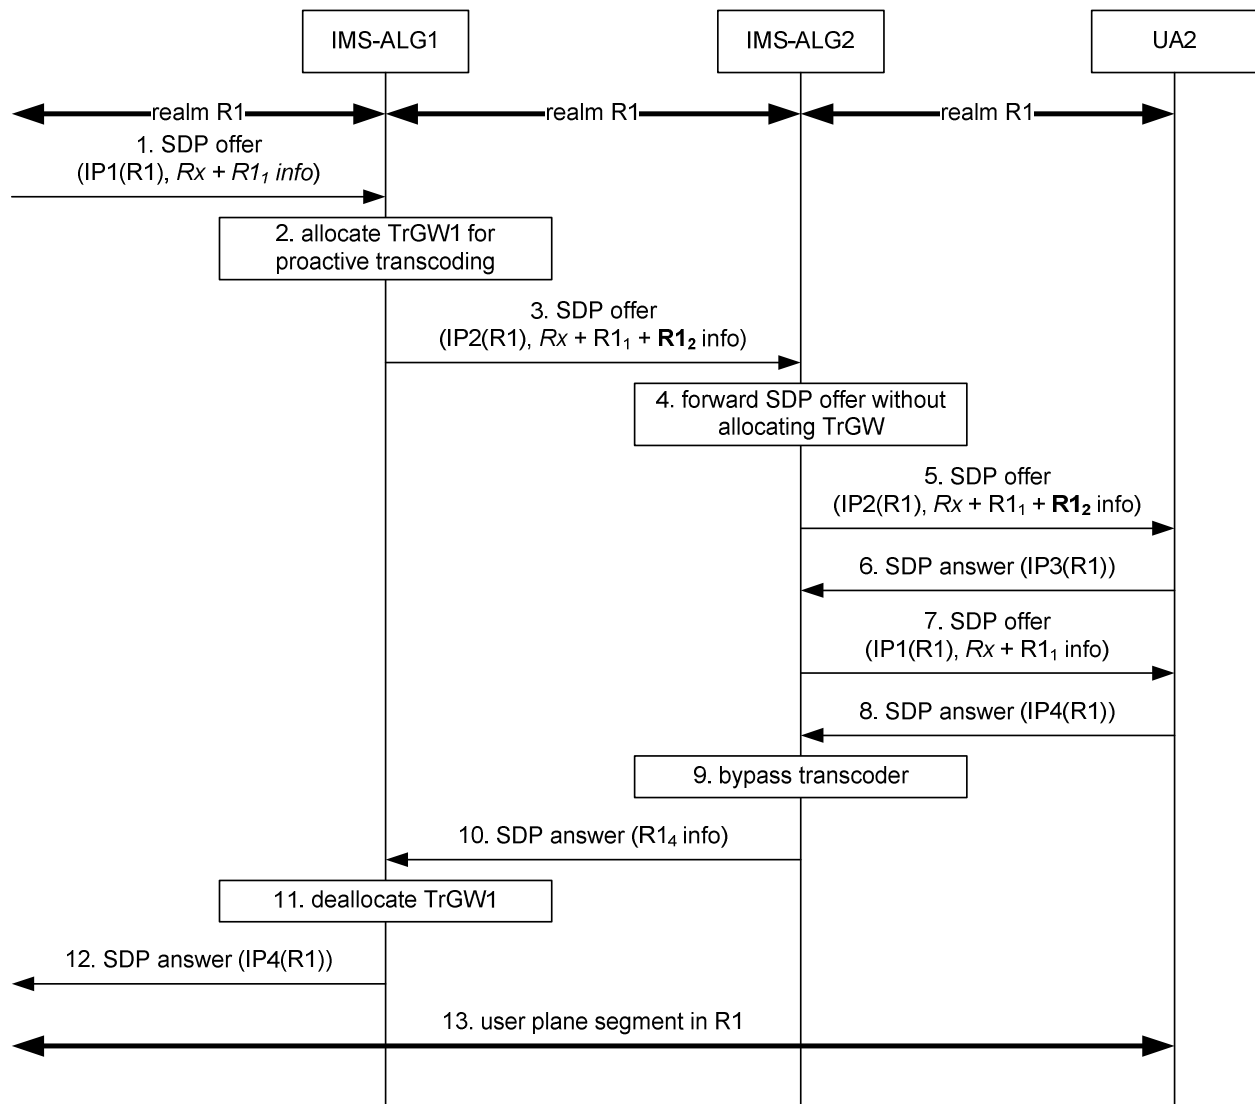 IMS-ALG1
IMS-ALG2
UA2
realm R1
realm R1
realm R1
1. SDP offer
(IP1(R1), Rx + R1₁ info)
2. allocate TrGW1 for
proactive transcoding
3. SDP offer
(IP2(R1), Rx + R1₁ + R1₂ info)
4. forward SDP offer without
allocating TrGW
5. SDP offer
(IP2(R1), Rx + R1₁ + R1₂ info)
6. SDP answer (IP3(R1))
7. SDP offer
(IP1(R1), Rx + R1₁ info)
8. SDP answer (IP4(R1))
9. bypass transcoder
10. SDP answer (R1₄ info)
11. deallocate TrGW1
12. SDP answer (IP4(R1))
13. user plane segment in R1